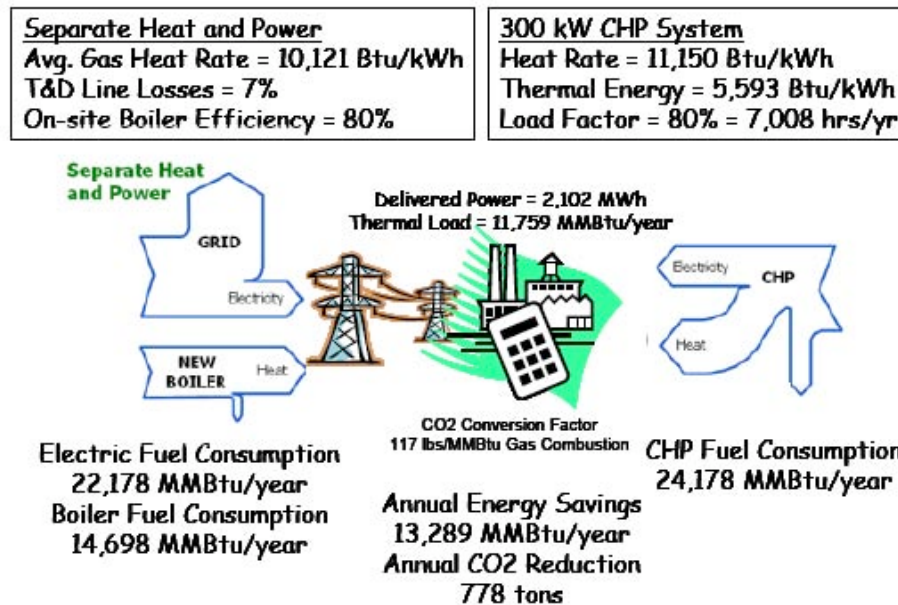 Separate Heat and Power
Avg. Gas Heat Rate = 10,121 Btu/kWh
T&D Line Losses = 7%
On-site Boiler Efficiency = 80%
300 kW CHP System
Heat Rate = 11,150 Btu/kWh
Thermal Energy = 5,593 Btu/kWh
Load Factor = 80% = 7,008 hrs/yr
Separate Heat
and Power
GRID
Electricity
NEW
BOILER
Heat
Delivered Power = 2,102 MWh
Thermal Load = 11,759 MMBtu/year
Electricity
CHP
Heat
CO2 Conversion Factor
117 lbs/MMBtu Gas Combustion
Electric Fuel Consumption
22,178 MMBtu/year
Boiler Fuel Consumption
14,698 MMBtu/year
Annual Energy Savings
13,289 MMBtu/year
Annual CO2 Reduction
778 tons
CHP Fuel Consumption
24,178 MMBtu/year